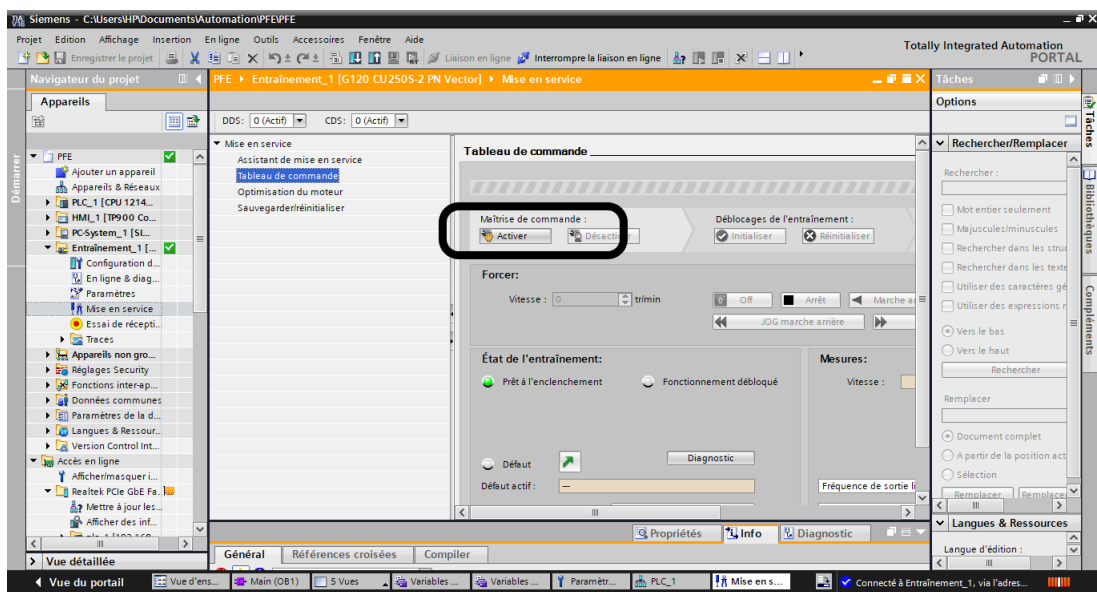 Siemens - C:\Users\HP\Documents\Automation\PFE\PFE
Projet Edition Affichage Insertion En ligne Outils Accessoires Fenêtre Aide
Totally Integrated Automation
PORTAL
Enregistrer le projet
Liaison en ligne
Interrompre la liaison en ligne
Navigateur du projet
PFE Entraînement_1 [G120 CU250S-2 PN Vector] Mise en service
Tâches
Appareils
Options
DDS: 0 (Actif) CDS: 0 (Actif)
Démarrer
PFE
Ajouter un appareil
Appareils & Réseaux
PLC_1 [CPU 1214...
HMI_1 [TP900 Co...
PC-System_1 [SI...
Entraînement_1 [...
Configuration d...
En ligne & diag...
Paramètres
Mise en service
Essai de récepti...
Traces
Appareils non gro...
Réglages Security
Fonctions inter-ap...
Données communes
Paramètres de la d...
Langues & Ressour...
Version Control Int...
Accès en ligne
Afficher/masquer i...
Realtek PCIe GbE Fa...
Mettre à jour les...
Afficher des inf...
Vue détaillée
Mise en service
Assistant de mise en service
Tableau de commande
Optimisation du moteur
Sauvegarder/réinitialiser
Tableau de commande
Maîtrise de commande :
Activer
Déblocages de l'entraînement :
Initialiser Réinitialiser
Forcer:
Vitesse : 0 tr/min
Off Arrêt
JOG marche arrière
État de l'entraînement:
Prêt à l'enclenchement Fonctionnement débloqué
Défaut
Diagnostic
Défaut actif : —
Mesures:
Vitesse :
Fréquence de sortie li
Propriétés Info Diagnostic
Général Références croisées Compiler
Rechercher/Remplacer
Rechercher :
Mot entier seulement
Majuscules/minuscules
Rechercher dans les struc
Rechercher dans les texte
Utiliser des caractères gé
Utiliser des expressions r
Vers le bas
Vers le haut
Rechercher
Remplacer
Document complet
A partir de la position act
Sélection
Remplacer
Langues & Ressources
Langue d'édition :
Tâches
Bibliothèques
Compléments
Vue du portail Vue d'ens... Main (OB1) 5 Vues Variables ... Variables ... Paramètr... PLC_1 Mise en s...
Connecté à Entraînement_1, via l'adres...